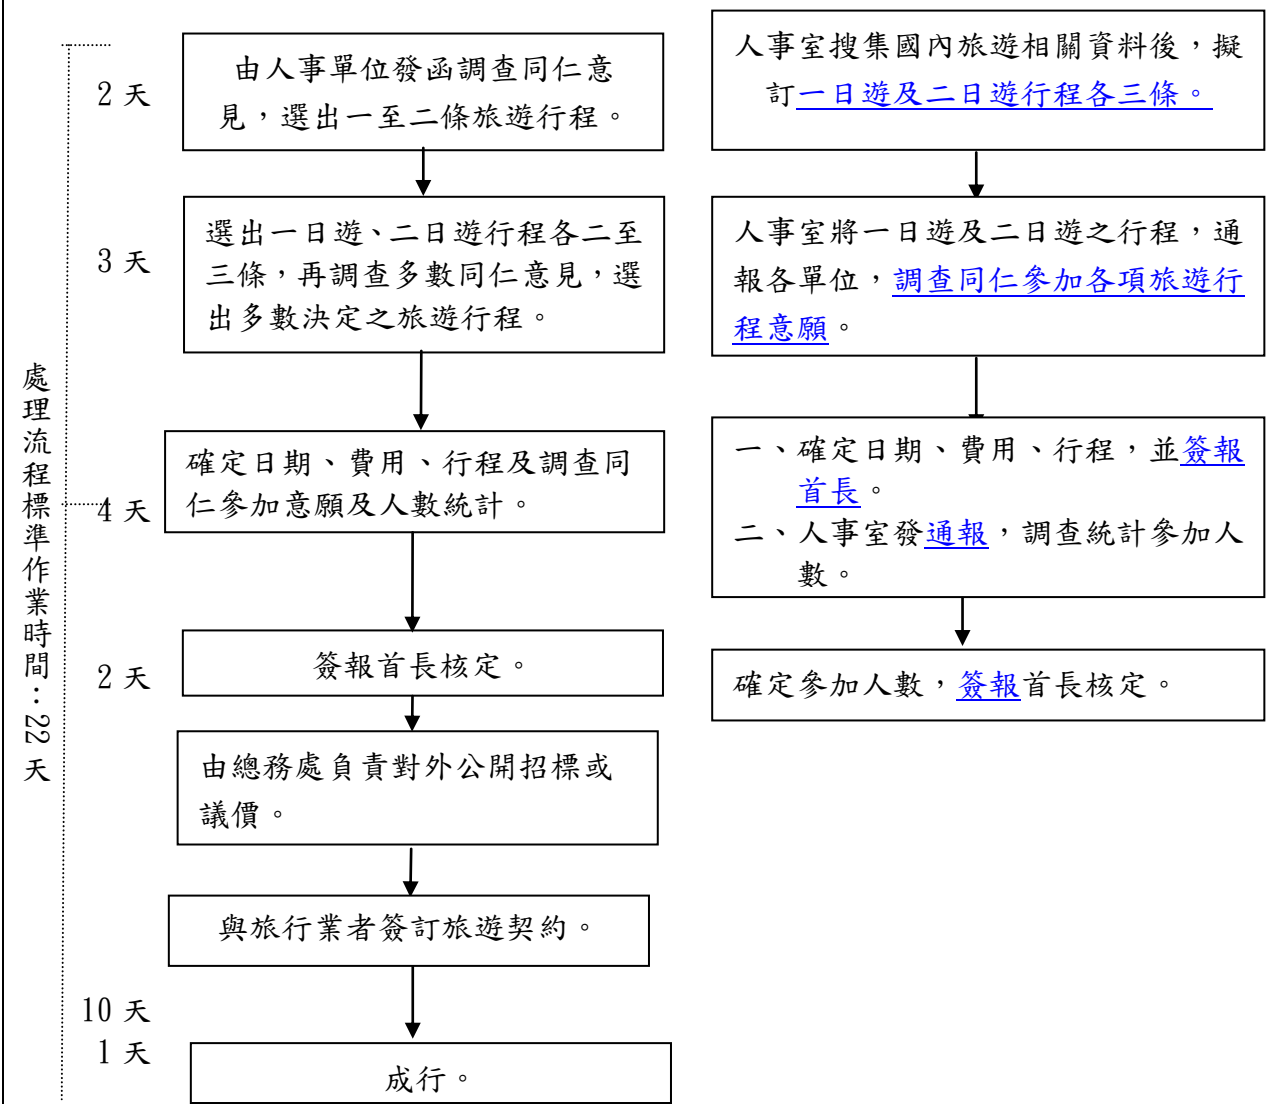 處理流程標準作業時間：22天
2 天
由人事單位發函調查同仁意
見，選出一至二條旅遊行程。
3 天
選出一日遊、二日遊行程各二至
三條，再調查多數同仁意見，選
出多數決定之旅遊行程。
4 天
確定日期、費用、行程及調查同
仁參加意願及人數統計。
2 天
簽報首長核定。
由總務處負責對外公開招標或
議價。
與旅行業者簽訂旅遊契約。
10 天
1 天
成行。
人事室搜集國內旅遊相關資料後，擬
訂一日遊及二日遊行程各三條。
人事室將一日遊及二日遊之行程，通
報各單位，調查同仁參加各項旅遊行
程意願。
一、確定日期、費用、行程，並簽報
首長。
二、人事室發通報，調查統計參加人
數。
確定參加人數，簽報首長核定。